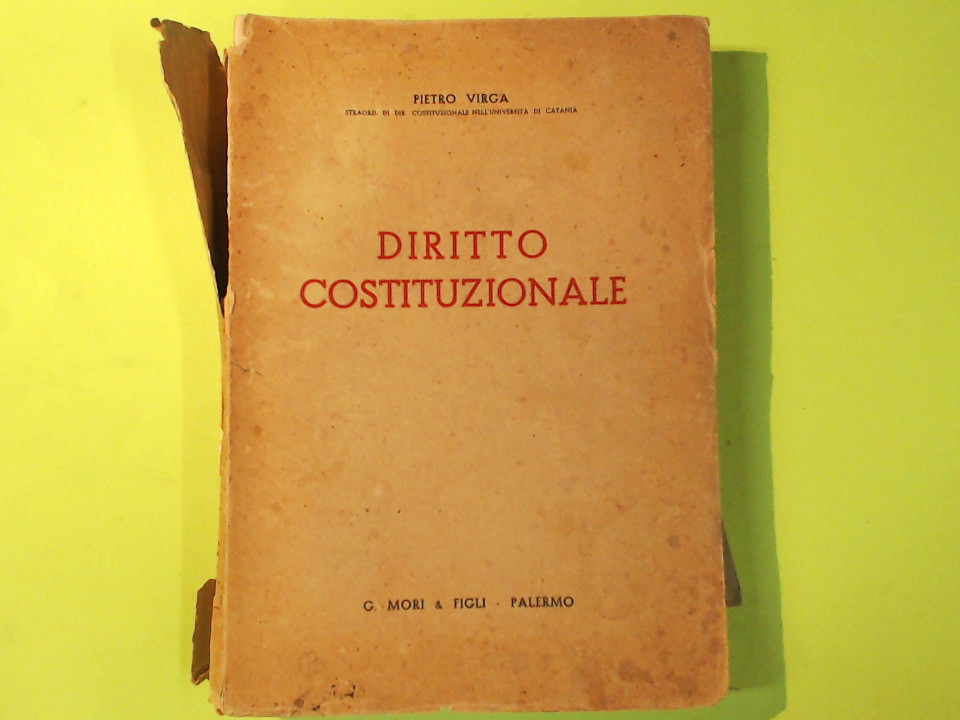 PIETRO VIRGA
STRAORD. DI DIR. COSTITUZIONALE NELL'UNIVERSITÀ DI CATANIA
DIRITTO
COSTITUZIONALE
G. MORI & FIGLI - PALERMO